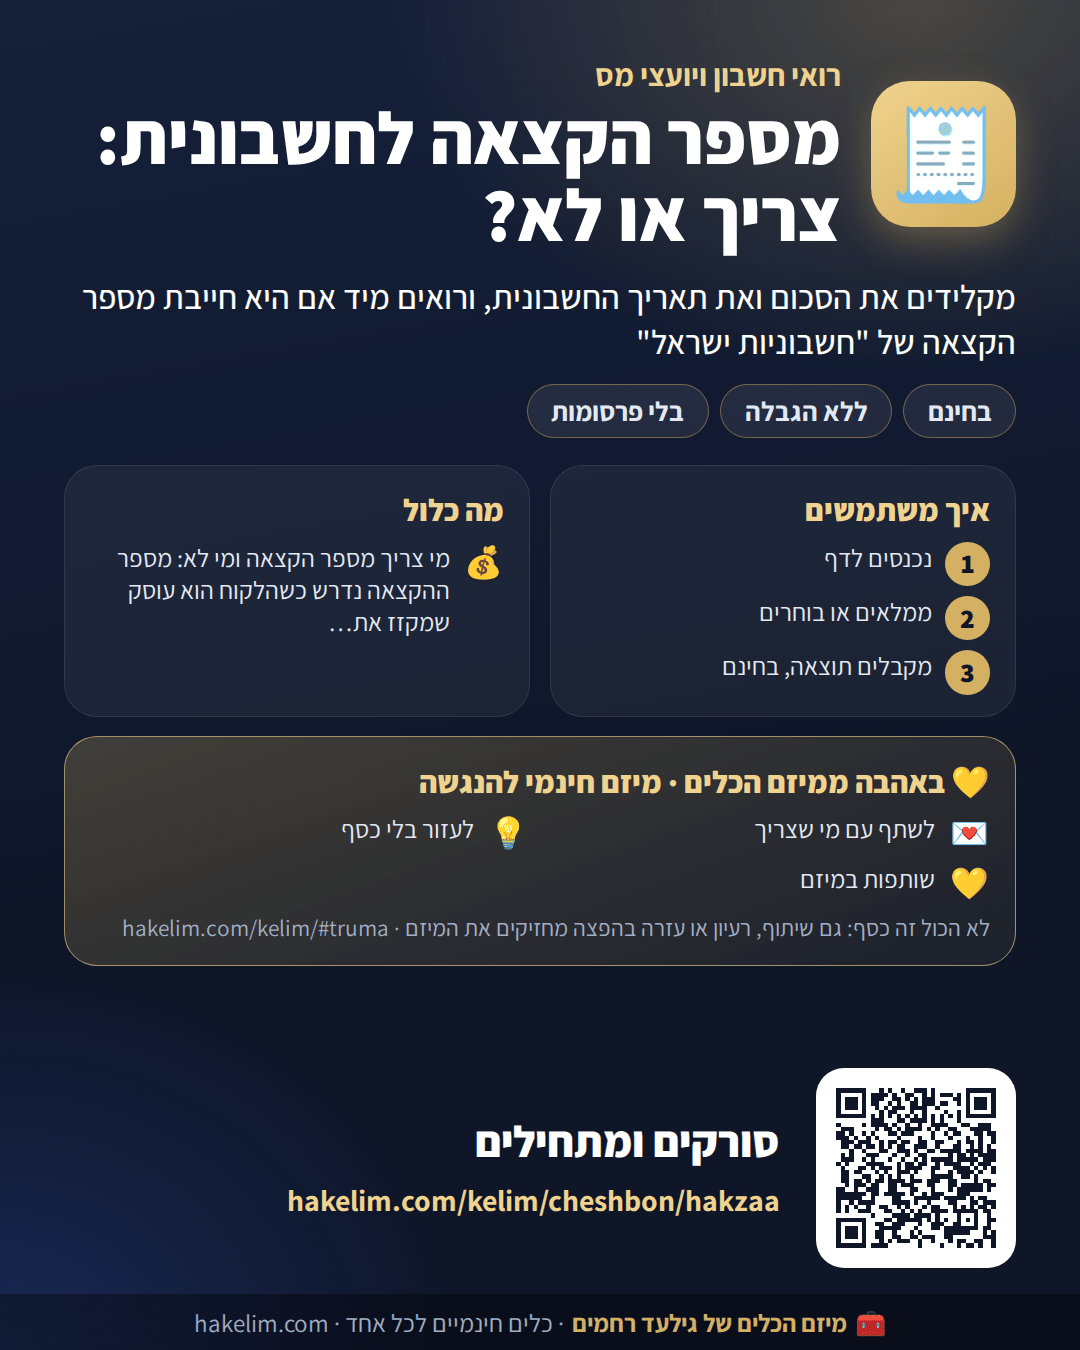 רואי חשבון ויועצי מס
מספר הקצאה לחשבונית:
צריך או לא?
מקלידים את הסכום ואת תאריך החשבונית, ורואים מיד אם היא חייבת מספר
הקצאה של "חשבוניות ישראל"
בחינם
ללא הגבלה
בלי פרסומות
איך משתמשים
1 נכנסים לדף
2 ממלאים או בוחרים
3 מקבלים תוצאה, בחינם
מה כלול
מי צריך מספר הקצאה ומי לא: מספר
ההקצאה נדרש כשהלקוח הוא עוסק
שמקזז את…
באהבה ממיזם הכלים · מיזם חינמי להנגשה
לשתף עם מי שצריך
לעזור בלי כסף
שותפות במיזם
לא הכול זה כסף: גם שיתוף, רעיון או עזרה בהפצה מחזיקים את המיזם · hakelim.com/kelim/#truma
סורקים ומתחילים
hakelim.com/kelim/cheshbon/hakzaa
מיזם הכלים של גילעד רחמים · כלים חינמיים לכל אחד · hakelim.com